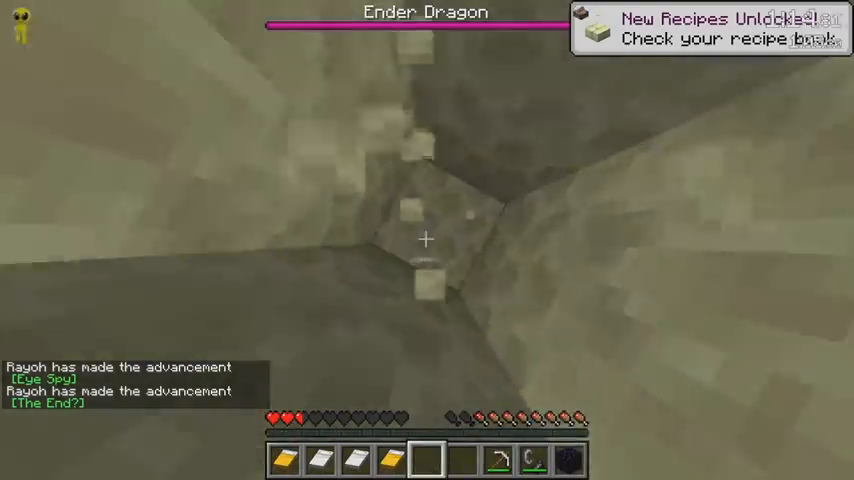 Ender Dragon
New Recipes Unlocked!
Check your recipe book
Rayoh has made the advancement
[Eye Spy]
Rayoh has made the advancement
[The End?]